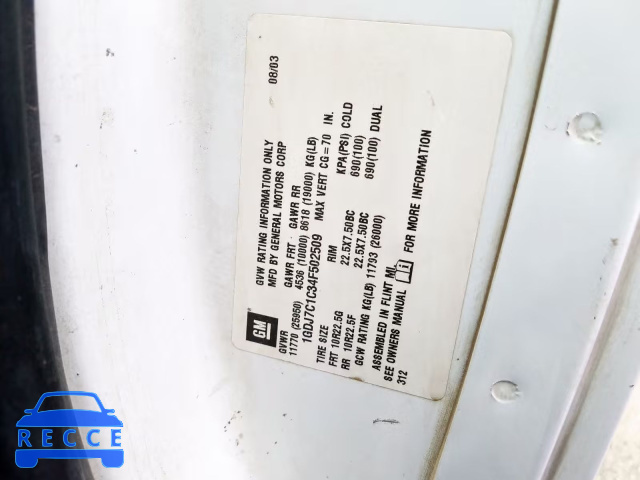 GM
GVW RATING INFORMATION ONLY 08/03
MFD BY GENERAL MOTORS CORP
GVWR GAWR FRT GAWR RR
11770 (25950) 4536 (10000) 8618 (19000) KG(LB)
1GDJ7C1C34F502509 MAX VERT CG=70 IN.
TIRE SIZE RIM KPA(PSI) COLD
FRT 10R22.5G 22.5X7.50BC 690(100)
RR 10R22.5F 22.5X7.50BC 690(100) DUAL
GCW RATING KG(LB) 11793 (26000)
ASSEMBLED IN FLINT MI.
SEE OWNERS MANUAL i FOR MORE INFORMATION
312
RECCE